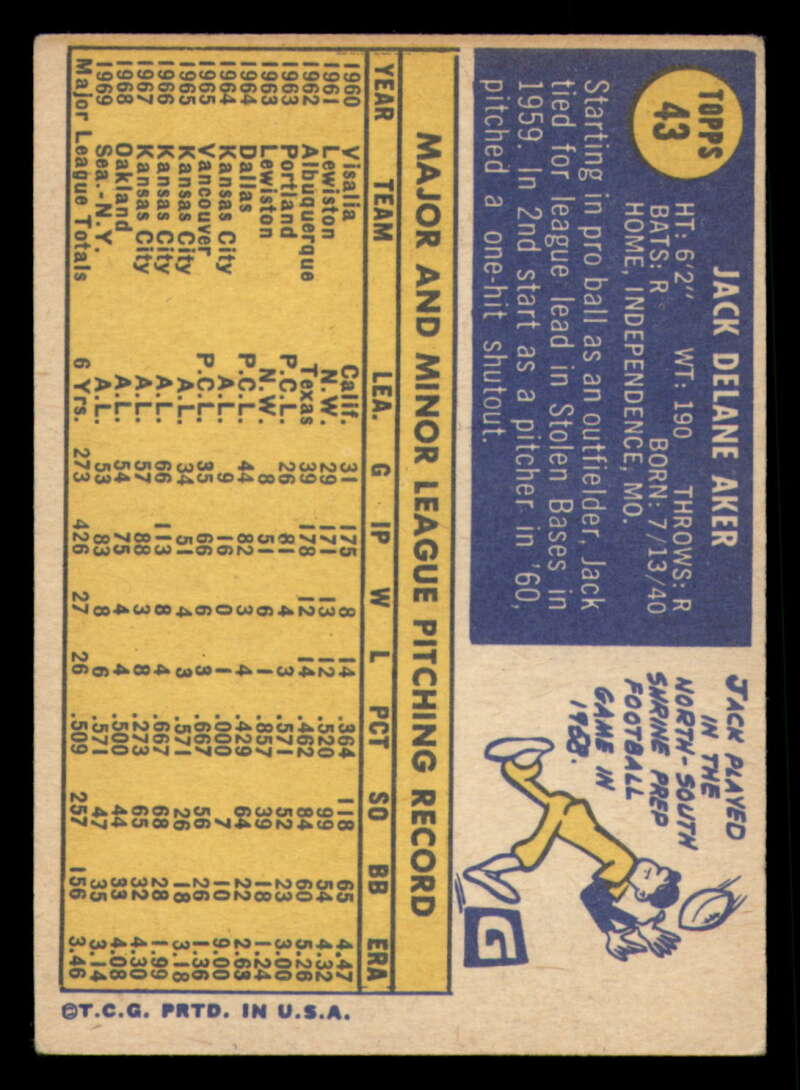 TOPPS
43
JACK DELANE AKER
HT: 6'2" WT: 190 THROWS: R
BATS: R BORN: 7/13/40
HOME, INDEPENDENCE, MO.
Starting in pro ball as an outfielder, Jack
tied for league lead in Stolen Bases in
1959. In 2nd start as a pitcher in '60,
pitched a one-hit shutout.
JACK PLAYED
IN THE
NORTH-SOUTH
SHRINE PREP
FOOTBALL
GAME IN
1968.
G
MAJOR AND MINOR LEAGUE PITCHING RECORD
YEAR TEAM LEA. G IP W L PCT SO BB ERA
1960 Visalia Calif. 31 175 8 14 .364 118 65 4.47
1961 Lewiston N.W. 29 171 13 12 .520 99 54 4.32
1962 Albuquerque Texas 39 178 12 14 .462 84 60 5.26
1963 Portland P.C.L. 26 81 4 3 .571 52 23 3.00
1963 Lewiston N.W. 8 51 6 1 .857 39 18 1.24
1964 Dallas P.C.L. 44 82 3 4 .429 64 22 2.63
1964 Kansas City A.L. 9 16 0 1 .000 7 10 9.00
1965 Vancouver P.C.L. 35 66 6 3 .667 56 26 1.36
1965 Kansas City A.L. 34 51 4 3 .571 26 18 3.18
1966 Kansas City A.L. 66 113 8 4 .667 68 28 1.99
1967 Kansas City A.L. 57 88 3 8 .273 65 32 4.30
1968 Oakland A.L. 54 75 4 4 .500 44 33 4.08
1969 Sea.-N.Y. A.L. 53 83 8 6 .571 47 35 3.14
Major League Totals 6 Yrs. 273 426 27 26 .509 257 156 3.46
©T.C.G. PRTD. IN U.S.A.